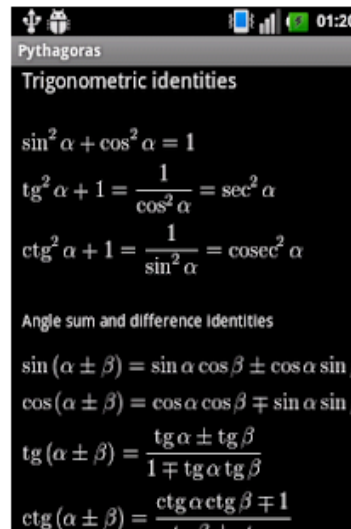 01:20
Pythagoras
Trigonometric identities
sin² α + cos² α = 1
tg² α + 1 = 1 / cos² α = sec² α
ctg² α + 1 = 1 / sin² α = cosec² α
Angle sum and difference identities
sin (α ± β) = sin α cos β ± cos α sin
cos (α ± β) = cos α cos β ∓ sin α sin
tg (α ± β) = tg α ± tg β / 1 ∓ tg α tg β
ctg (α ± β) = ctg α ctg β ∓ 1